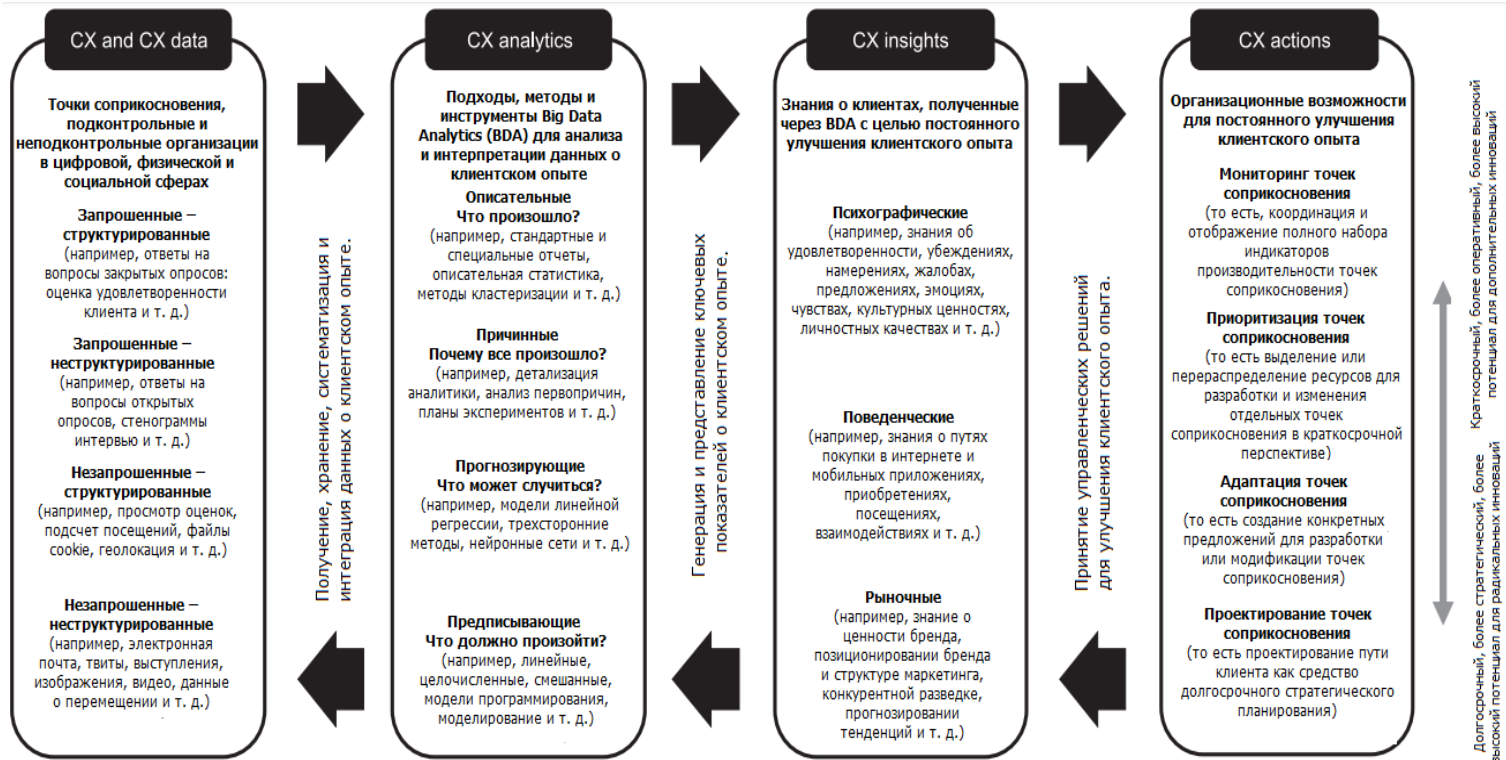 CX and CX data
Точки соприкосновения,
подконтрольные и
неподконтрольные организации
в цифровой, физической и
социальной сферах
Запрошенные –
структурированные
(например, ответы на
вопросы закрытых опросов:
оценка удовлетворенности
клиента и т. д.)
Запрошенные –
неструктурированные
(например, ответы на
вопросы открытых
опросов, стенограммы
интервью и т. д.)
Незапрошенные –
структурированные
(например, просмотр оценок,
подсчет посещений, файлы
cookie, геолокация и т. д.)
Незапрошенные –
неструктурированные
(например, электронная
почта, твиты, выступления,
изображения, видео, данные
о перемещении и т. д.)
Получение, хранение, систематизация и
интеграция данных о клиентском опыте.
CX analytics
Подходы, методы и
инструменты Big Data
Analytics (BDA) для анализа
и интерпретации данных о
клиентском опыте
Описательные
Что произошло?
(например, стандартные и
специальные отчеты,
описательная статистика,
методы кластеризации и т. д.)
Причинные
Почему все произошло?
(например, детализация
аналитики, анализ первопричин,
планы экспериментов и т. д.)
Прогнозирующие
Что может случиться?
(например, модели линейной
регрессии, трехсторонние
методы, нейронные сети и т. д.)
Предписывающие
Что должно произойти?
(например, линейные,
целочисленные, смешанные,
модели программирования,
моделирование и т. д.)
Генерация и представление ключевых
показателей о клиентском опыте.
CX insights
Знания о клиентах, полученные
через BDA с целью постоянного
улучшения клиентского опыта
Психографические
(например, знания об
удовлетворенности, убеждениях,
намерениях, жалобах,
предложениях, эмоциях,
чувствах, культурных ценностях,
личностных качествах и т. д.)
Поведенческие
(например, знания о путях
покупки в интернете и
мобильных приложениях,
приобретениях,
посещениях,
взаимодействиях и т. д.)
Рыночные
(например, знание о
ценности бренда,
позиционировании бренда
и структуре маркетинга,
конкурентной разведке,
прогнозировании
тенденций и т. д.)
Принятие управленческих решений
для улучшения клиентского опыта.
CX actions
Организационные возможности
для постоянного улучшения
клиентского опыта
Мониторинг точек
соприкосновения
(то есть, координация и
отображение полного набора
индикаторов
производительности точек
соприкосновения)
Приоритизация точек
соприкосновения
(то есть выделение или
перераспределение ресурсов для
разработки и изменения
отдельных точек
соприкосновения в краткосрочной
перспективе)
Адаптация точек
соприкосновения
(то есть создание конкретных
предложений для разработки
или модификации точек
соприкосновения)
Проектирование точек
соприкосновения
(то есть проектирование пути
клиента как средство
долгосрочного стратегического
планирования)
Краткосрочный, более оперативный, более высокий
потенциал для дополнительных инноваций
Долгосрочный, более стратегический, более
высокий потенциал для радикальных инноваций